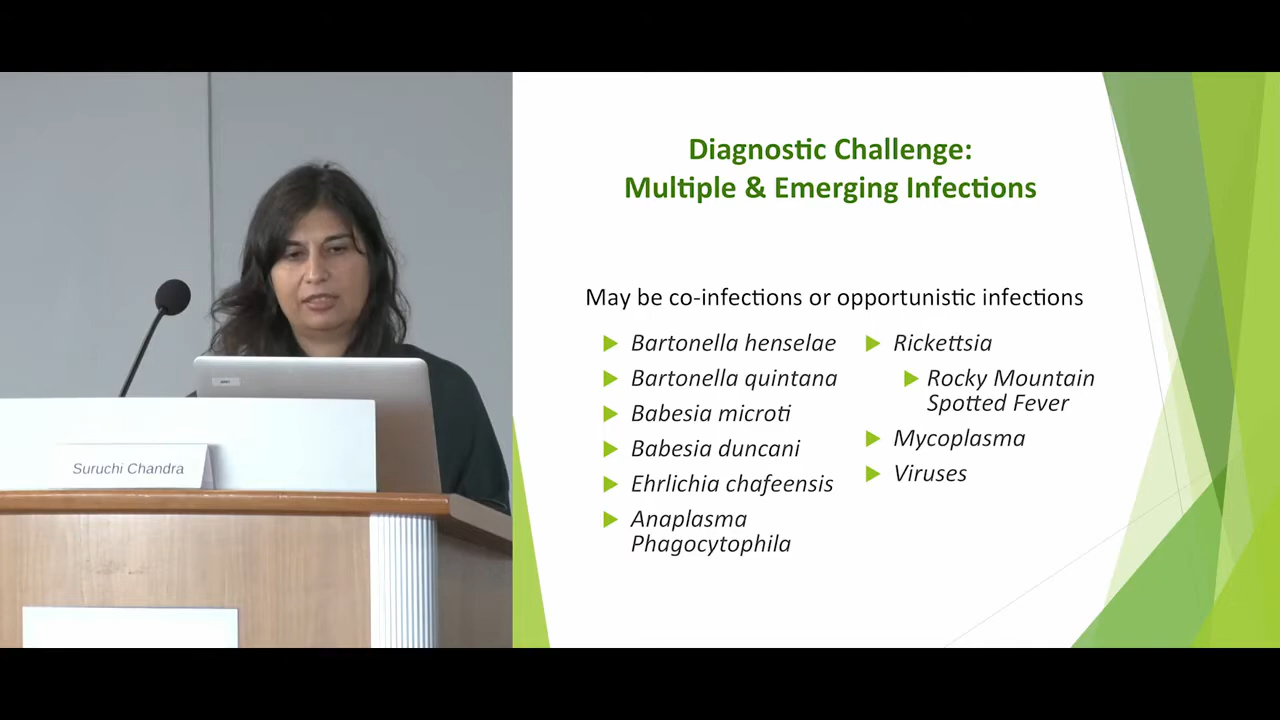 Suruchi Chandra
Diagnostic Challenge:
Multiple & Emerging Infections
May be co-infections or opportunistic infections
Bartonella henselae
Bartonella quintana
Babesia microti
Babesia duncani
Ehrlichia chafeensis
Anaplasma
Phagocytophila
Rickettsia
Rocky Mountain
Spotted Fever
Mycoplasma
Viruses